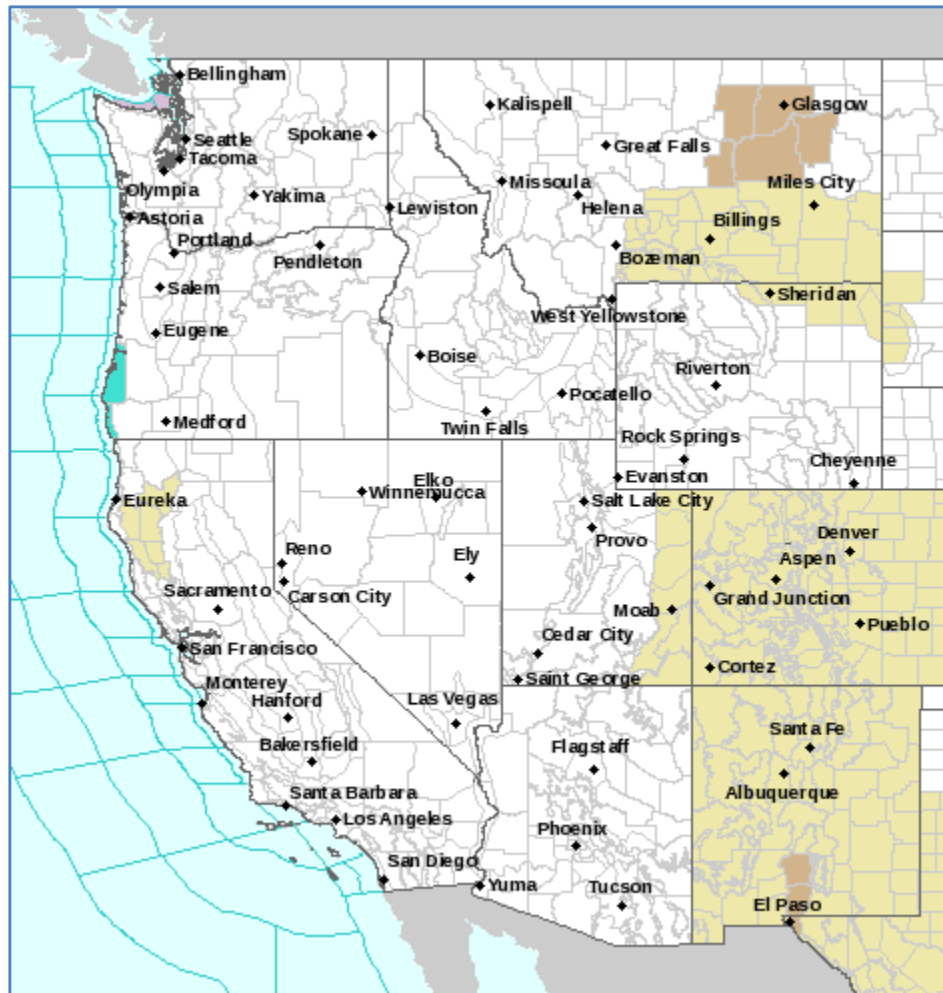 Bellingham
Kalispell
Glasgow
Seattle
Spokane
Great Falls
Tacoma
Missoula
Miles City
Olympia
Yakima
Lewiston
Helena
Astoria
Billings
Portland
Pendleton
Bozeman
Salem
Sheridan
West Yellowstone
Eugene
Boise
Riverton
Pocatello
Medford
Twin Falls
Rock Springs
Cheyenne
Evanston
Elko
Winnemucca
Eureka
Salt Lake City
Provo
Denver
Reno
Ely
Aspen
Sacramento
Carson City
Grand Junction
Moab
Pueblo
Cedar City
San Francisco
Cortez
Saint George
Monterey
Hanford
Las Vegas
Santa Fe
Bakersfield
Flagstaff
Albuquerque
Santa Barbara
Los Angeles
Phoenix
San Diego
Yuma
Tucson
El Paso